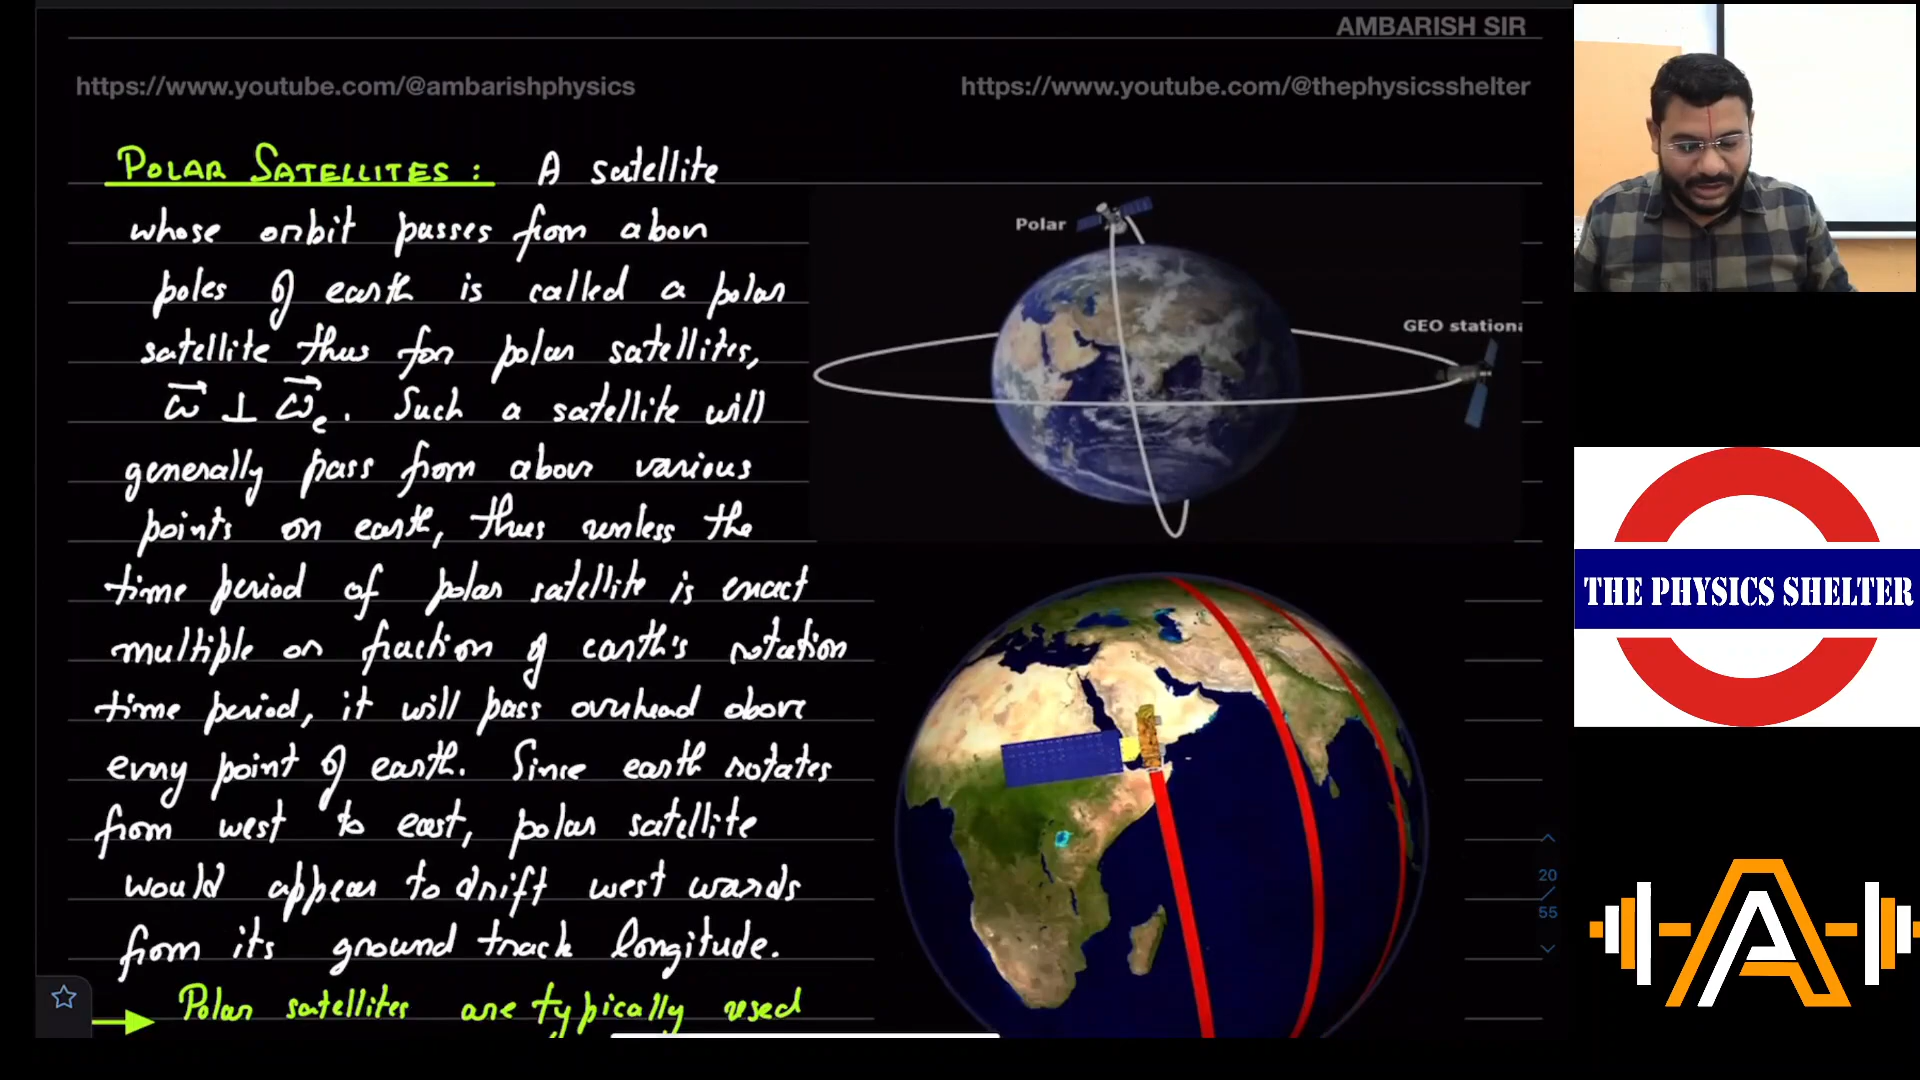 AMBARISH SIR
https://www.youtube.com/@ambarishphysics
https://www.youtube.com/@thephysicsshelter
POLAR SATELLITES : A satellite
whose orbit passes from above
poles of earth is called a polar
satellite thus for polar satellites,
ω⃗ ⊥ ω⃗e. Such a satellite will
generally pass from above various
points on earth, thus unless the
time period of polar satellite is exact
multiple or fraction of earth's rotation
time period, it will pass overhead above
every point of earth. Since earth rotates
from west to east, polar satellite
would appear to drift west wards
from its ground track longitude.
Polar satellites are typically used
Polar
GEO stationa
20
55
THE PHYSICS SHELTER
A